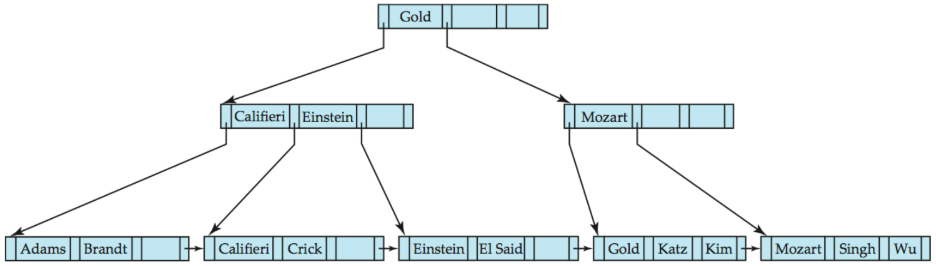 Gold
Califieri Einstein Mozart
Adams Brandt Califieri Crick Einstein El Said Gold Katz Kim Mozart Singh Wu